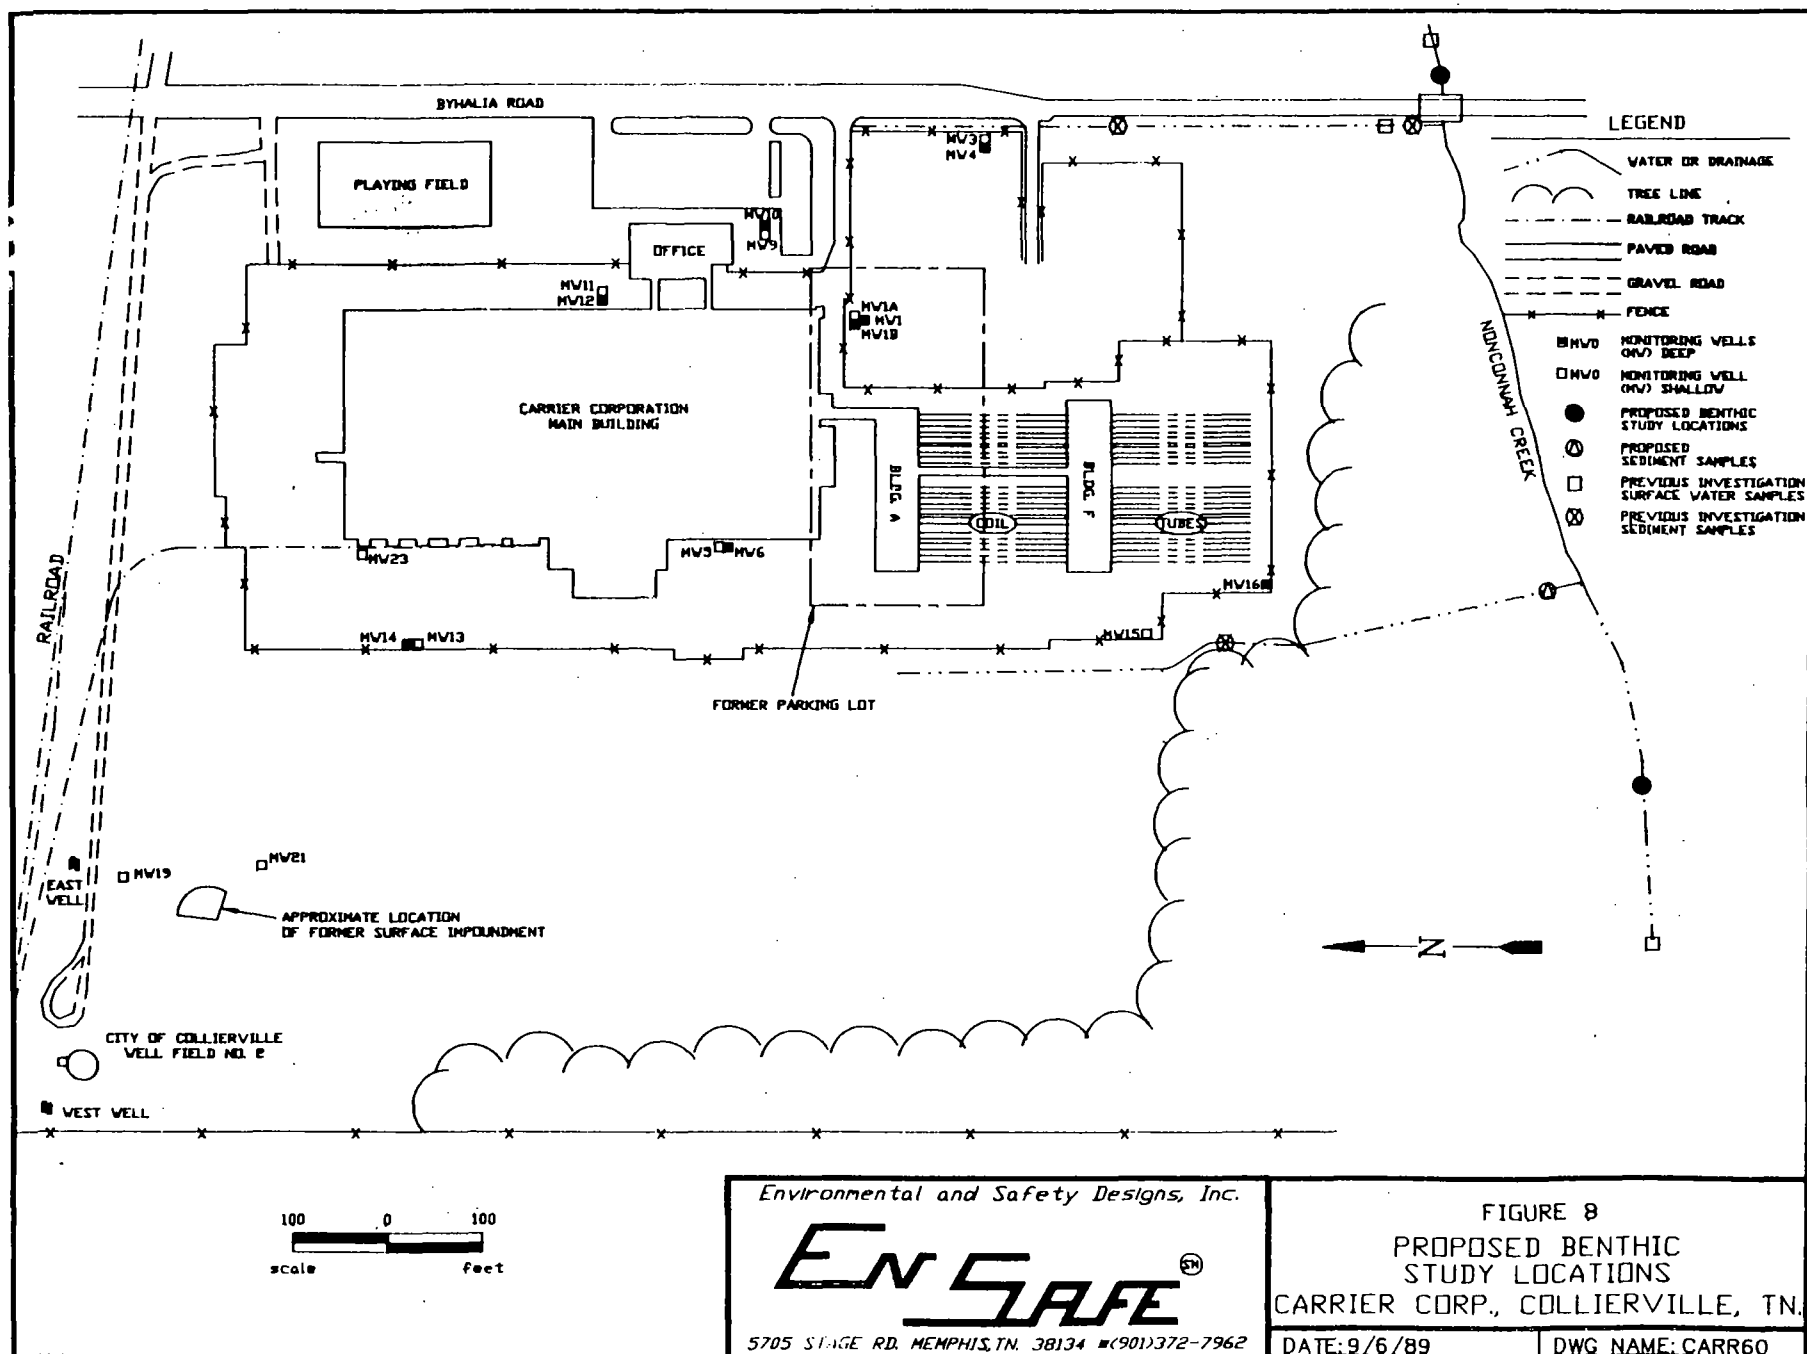 BYHALIA ROAD
PLAYING FIELD
OFFICE
MW10
MW9
MW3
MW4
MW11
MW12
MW1A
MW1
MW1B
CARRIER CORPORATION
MAIN BUILDING
BLDG. A
BLDG. F
COIL
TUBES
NONCONNAH CREEK
RAILROAD
MW23
MW5
MW6
MW16
MW14
MW13
MW15
FORMER PARKING LOT
EAST
WELL
MW19
MW21
APPROXIMATE LOCATION
OF FORMER SURFACE IMPOUNDMENT
N
CITY OF COLLIERVILLE
WELL FIELD NO. 2
WEST WELL
LEGEND
WATER OR DRAINAGE
TREE LINE
RAILROAD TRACK
PAVED ROAD
GRAVEL ROAD
FENCE
MW0 MONITORING WELLS
(MW) DEEP
MW0 MONITORING WELL
(MW) SHALLOW
PROPOSED BENTHIC
STUDY LOCATIONS
PROPOSED
SEDIMENT SAMPLES
PREVIOUS INVESTIGATION
SURFACE WATER SAMPLES
PREVIOUS INVESTIGATION
SEDIMENT SAMPLES
100 0 100
scale feet
Environmental and Safety Designs, Inc.
ENSAFE SM
5705 STAGE RD. MEMPHIS, TN. 38134 (901)372-7962
FIGURE 8
PROPOSED BENTHIC
STUDY LOCATIONS
CARRIER CORP., COLLIERVILLE, TN.
DATE: 9/6/89
DWG NAME: CARR60